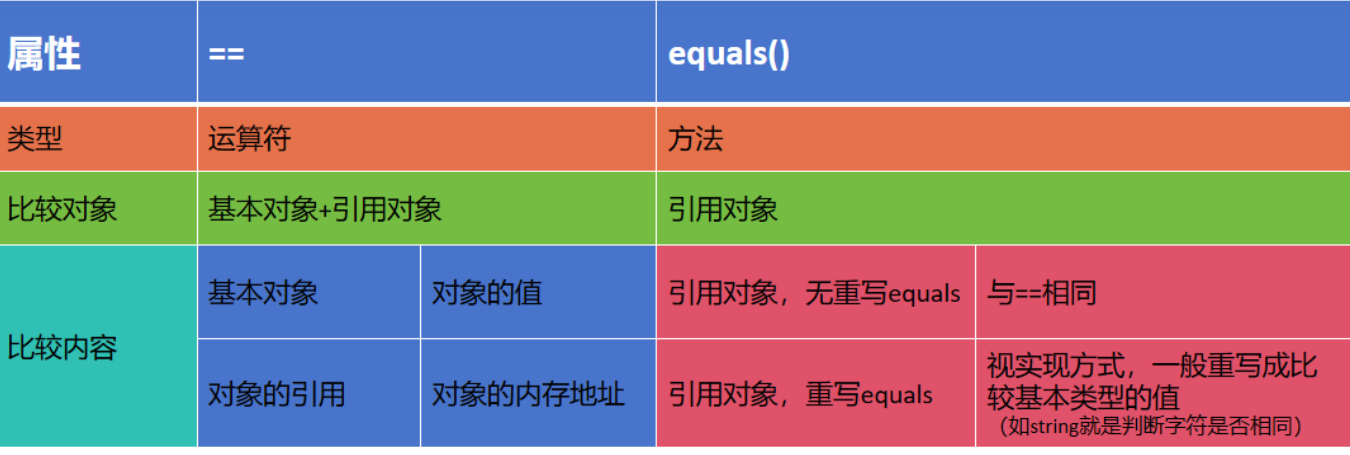 属性 == equals()
类型 运算符 方法
比较对象 基本对象+引用对象 引用对象
比较内容
基本对象 对象的值 引用对象，无重写equals 与==相同
对象的引用 对象的内存地址 引用对象，重写equals
视实现方式，一般重写成比
较基本类型的值
（如string就是判断字符是否相同）